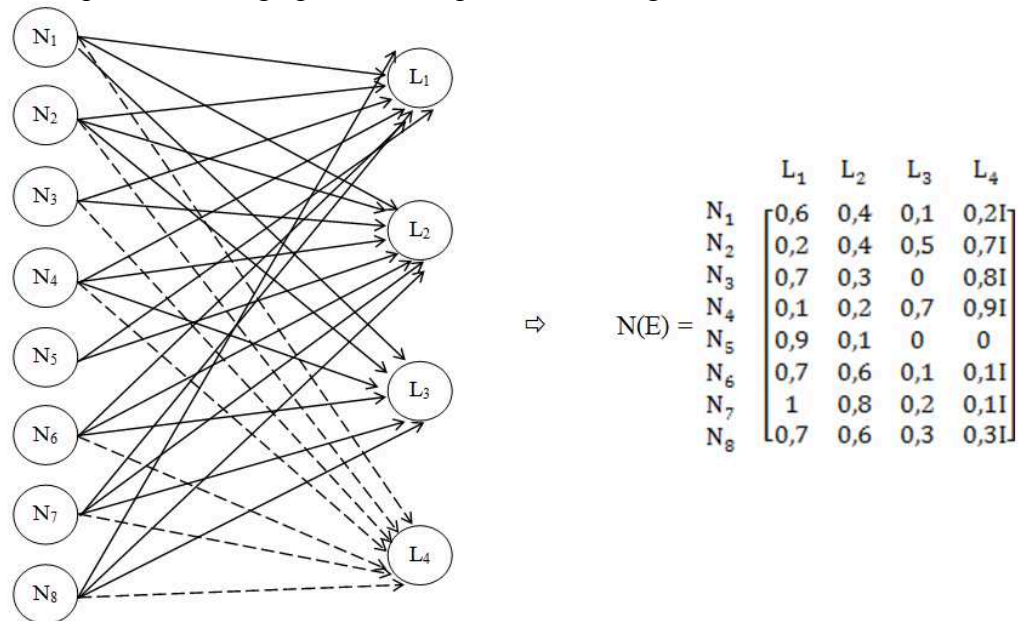 N₁
N₂
N₃
N₄
N₅
N₆
N₇
N₈
L₁
L₂
L₃
L₄
⇨ N(E) =
L₁ L₂ L₃ L₄
N₁ 0,6 0,4 0,1 0,2I
N₂ 0,2 0,4 0,5 0,7I
N₃ 0,7 0,3 0 0,8I
N₄ 0,1 0,2 0,7 0,9I
N₅ 0,9 0,1 0 0
N₆ 0,7 0,6 0,1 0,1I
N₇ 1 0,8 0,2 0,1I
N₈ 0,7 0,6 0,3 0,3I